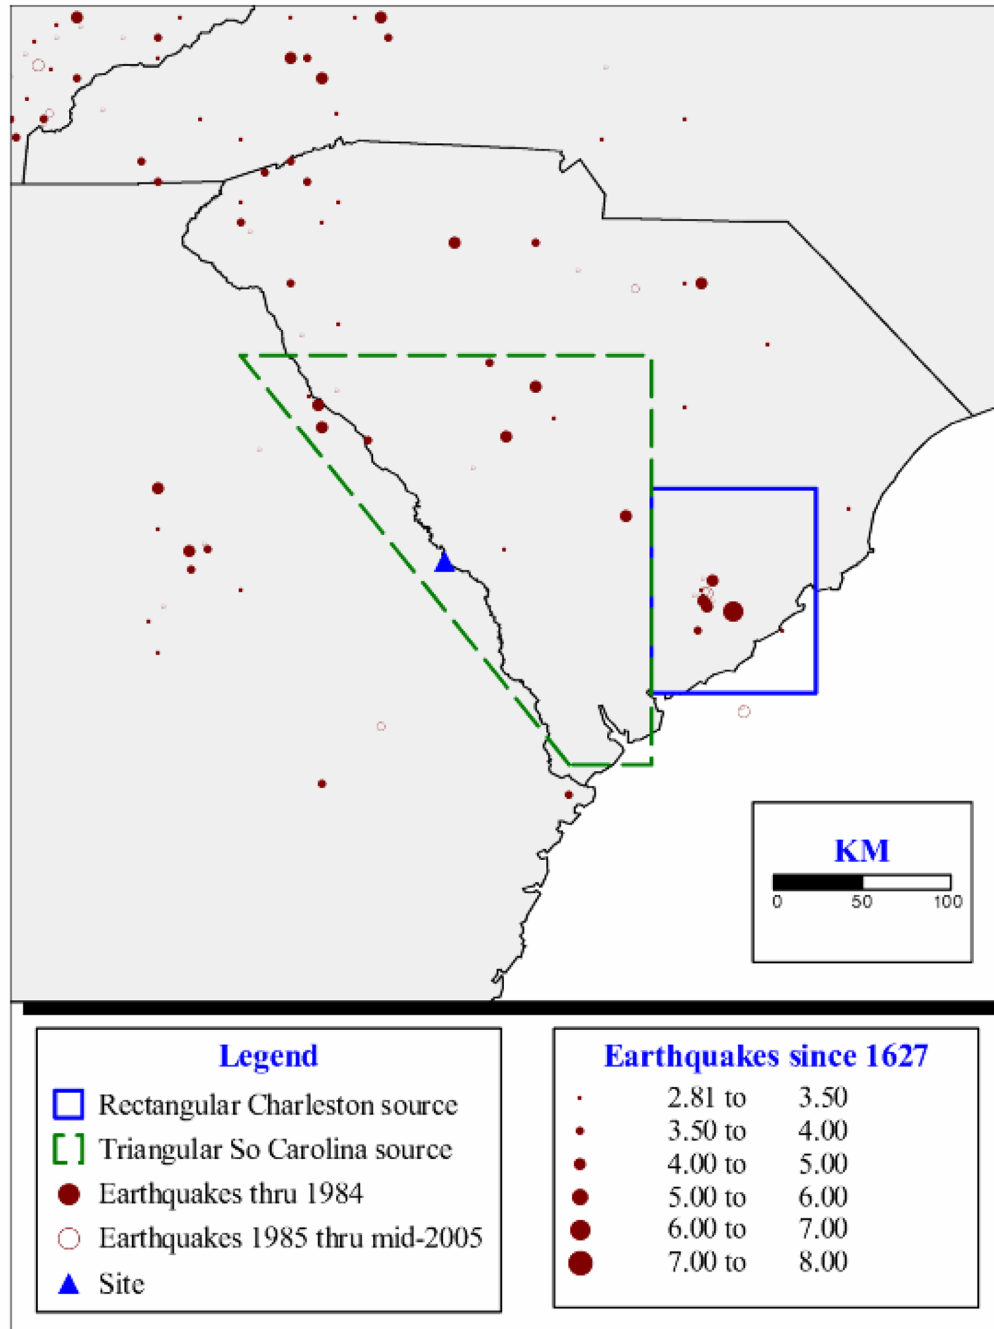 KM
0 50 100
Legend
Rectangular Charleston source
Triangular So Carolina source
Earthquakes thru 1984
Earthquakes 1985 thru mid-2005
Site
Earthquakes since 1627
2.81 to 3.50
3.50 to 4.00
4.00 to 5.00
5.00 to 6.00
6.00 to 7.00
7.00 to 8.00